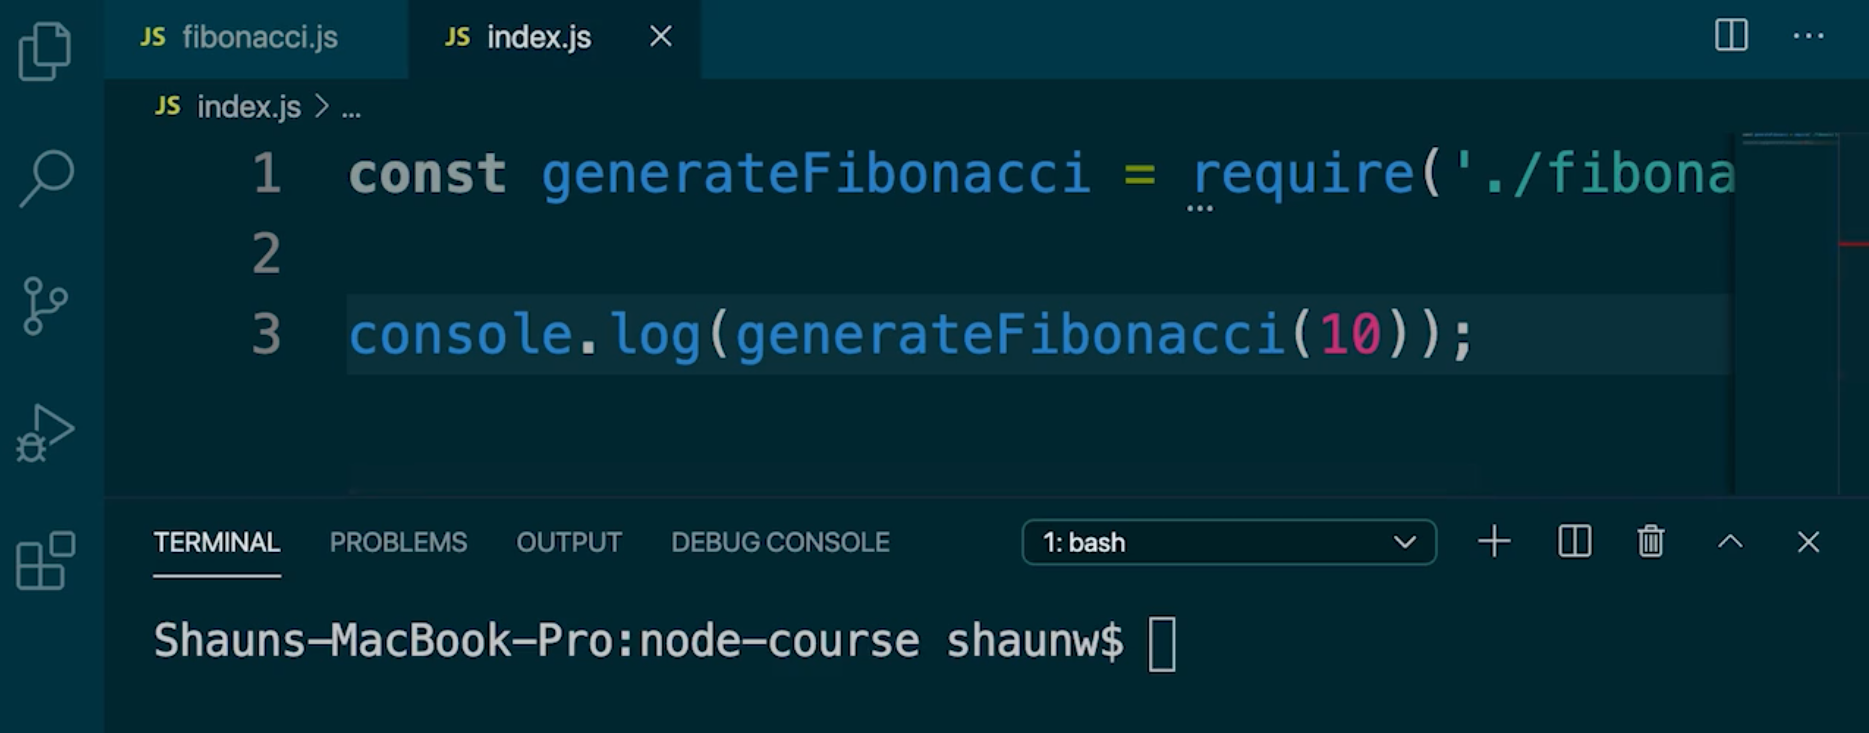 JS fibonacci.js JS index.js
JS index.js > ...
1 const generateFibonacci = require('./fibona
2
3 console.log(generateFibonacci(10));
TERMINAL PROBLEMS OUTPUT DEBUG CONSOLE 1: bash
Shauns-MacBook-Pro:node-course shaunw$